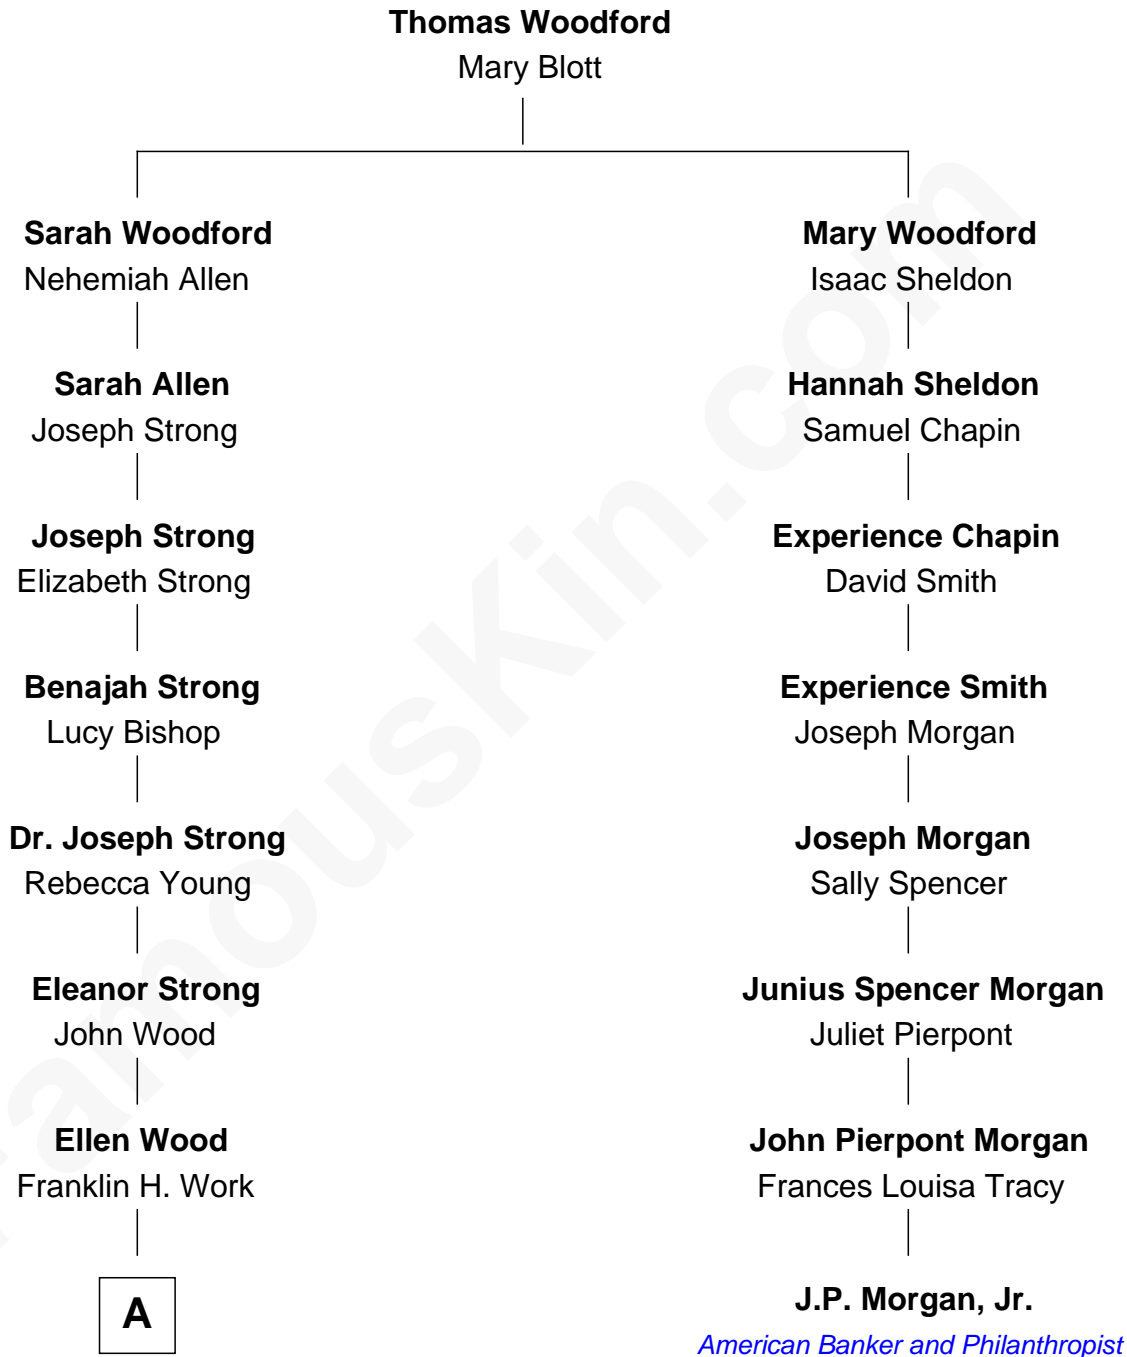 Thomas Woodford
Mary Blott
Sarah Woodford
Nehemiah Allen
Mary Woodford
Isaac Sheldon
Sarah Allen
Joseph Strong
Hannah Sheldon
Samuel Chapin
Joseph Strong
Elizabeth Strong
Experience Chapin
David Smith
Benajah Strong
Lucy Bishop
Experience Smith
Joseph Morgan
Dr. Joseph Strong
Rebecca Young
Joseph Morgan
Sally Spencer
Eleanor Strong
John Wood
Junius Spencer Morgan
Juliet Pierpont
Ellen Wood
Franklin H. Work
John Pierpont Morgan
Frances Louisa Tracy
A
J.P. Morgan, Jr.
American Banker and Philanthropist
FamousKin.com